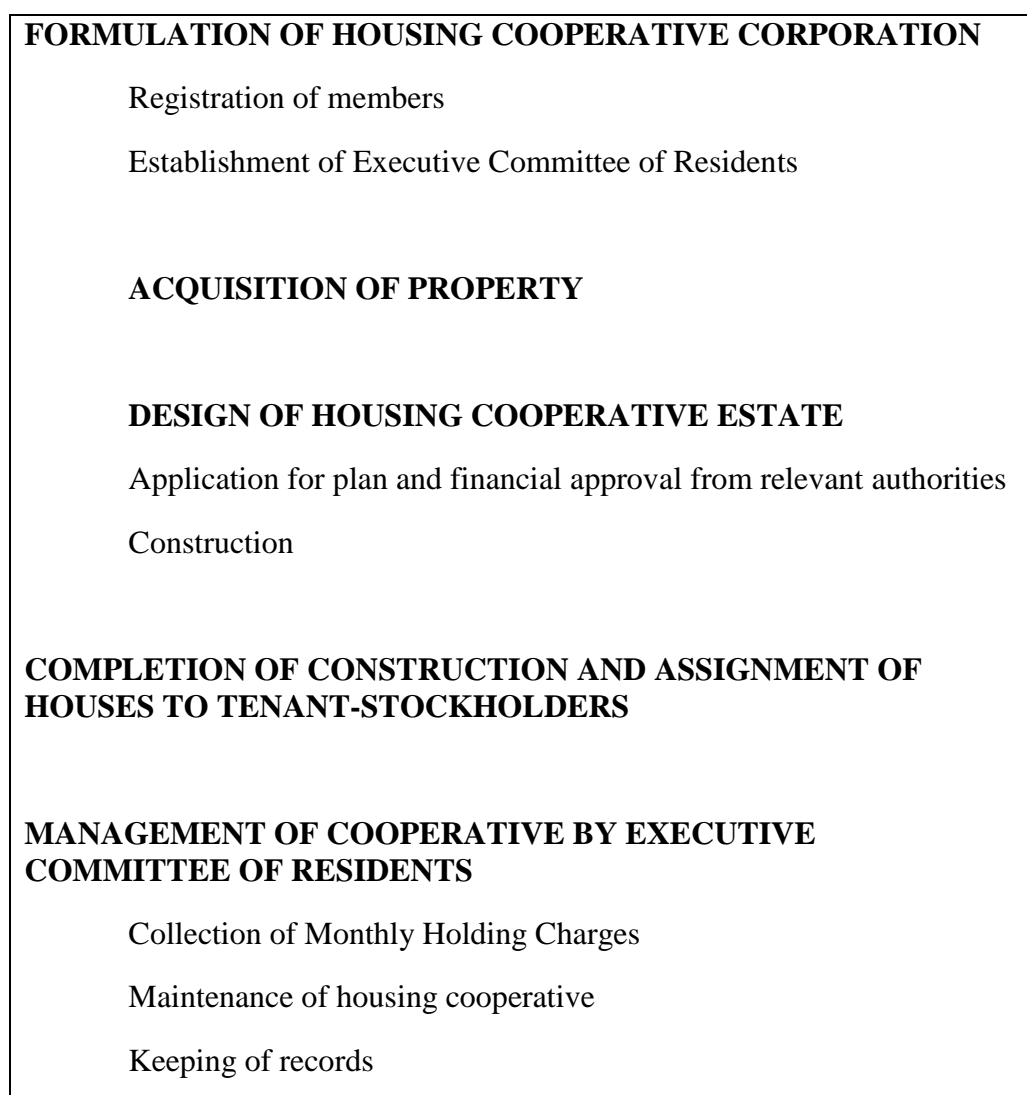 FORMULATION OF HOUSING COOPERATIVE CORPORATION
Registration of members
Establishment of Executive Committee of Residents
ACQUISITION OF PROPERTY
DESIGN OF HOUSING COOPERATIVE ESTATE
Application for plan and financial approval from relevant authorities
Construction
COMPLETION OF CONSTRUCTION AND ASSIGNMENT OF
HOUSES TO TENANT-STOCKHOLDERS
MANAGEMENT OF COOPERATIVE BY EXECUTIVE
COMMITTEE OF RESIDENTS
Collection of Monthly Holding Charges
Maintenance of housing cooperative
Keeping of records